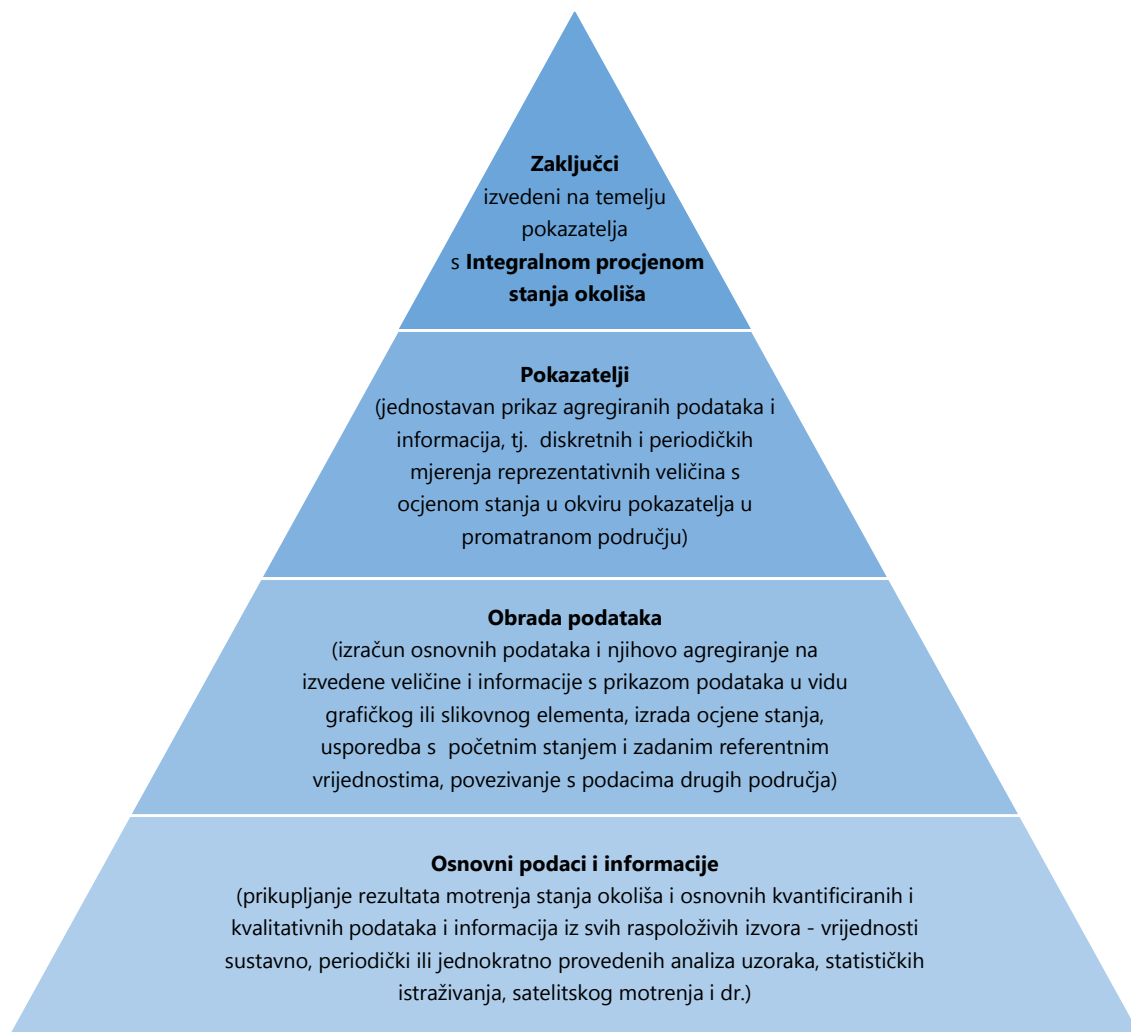 Zaključci
izvedeni na temelju
pokazatelja
s Integralnom procjenom
stanja okoliša
Pokazatelji
(jednostavan prikaz agregiranih podataka i
informacija, tj. diskretnih i periodičkih
mjerenja reprezentativnih veličina s
ocjenom stanja u okviru pokazatelja u
promatranom području)
Obrada podataka
(izračun osnovnih podataka i njihovo agregiranje na
izvedene veličine i informacije s prikazom podataka u vidu
grafičkog ili slikovnog elementa, izrada ocjene stanja,
usporedba s početnim stanjem i zadanim referentnim
vrijednostima, povezivanje s podacima drugih područja)
Osnovni podaci i informacije
(prikupljanje rezultata motrenja stanja okoliša i osnovnih kvantificiranih i
kvalitativnih podataka i informacija iz svih raspoloživih izvora - vrijednosti
sustavno, periodički ili jednokratno provedenih analiza uzoraka, statističkih
istraživanja, satelitskog motrenja i dr.)